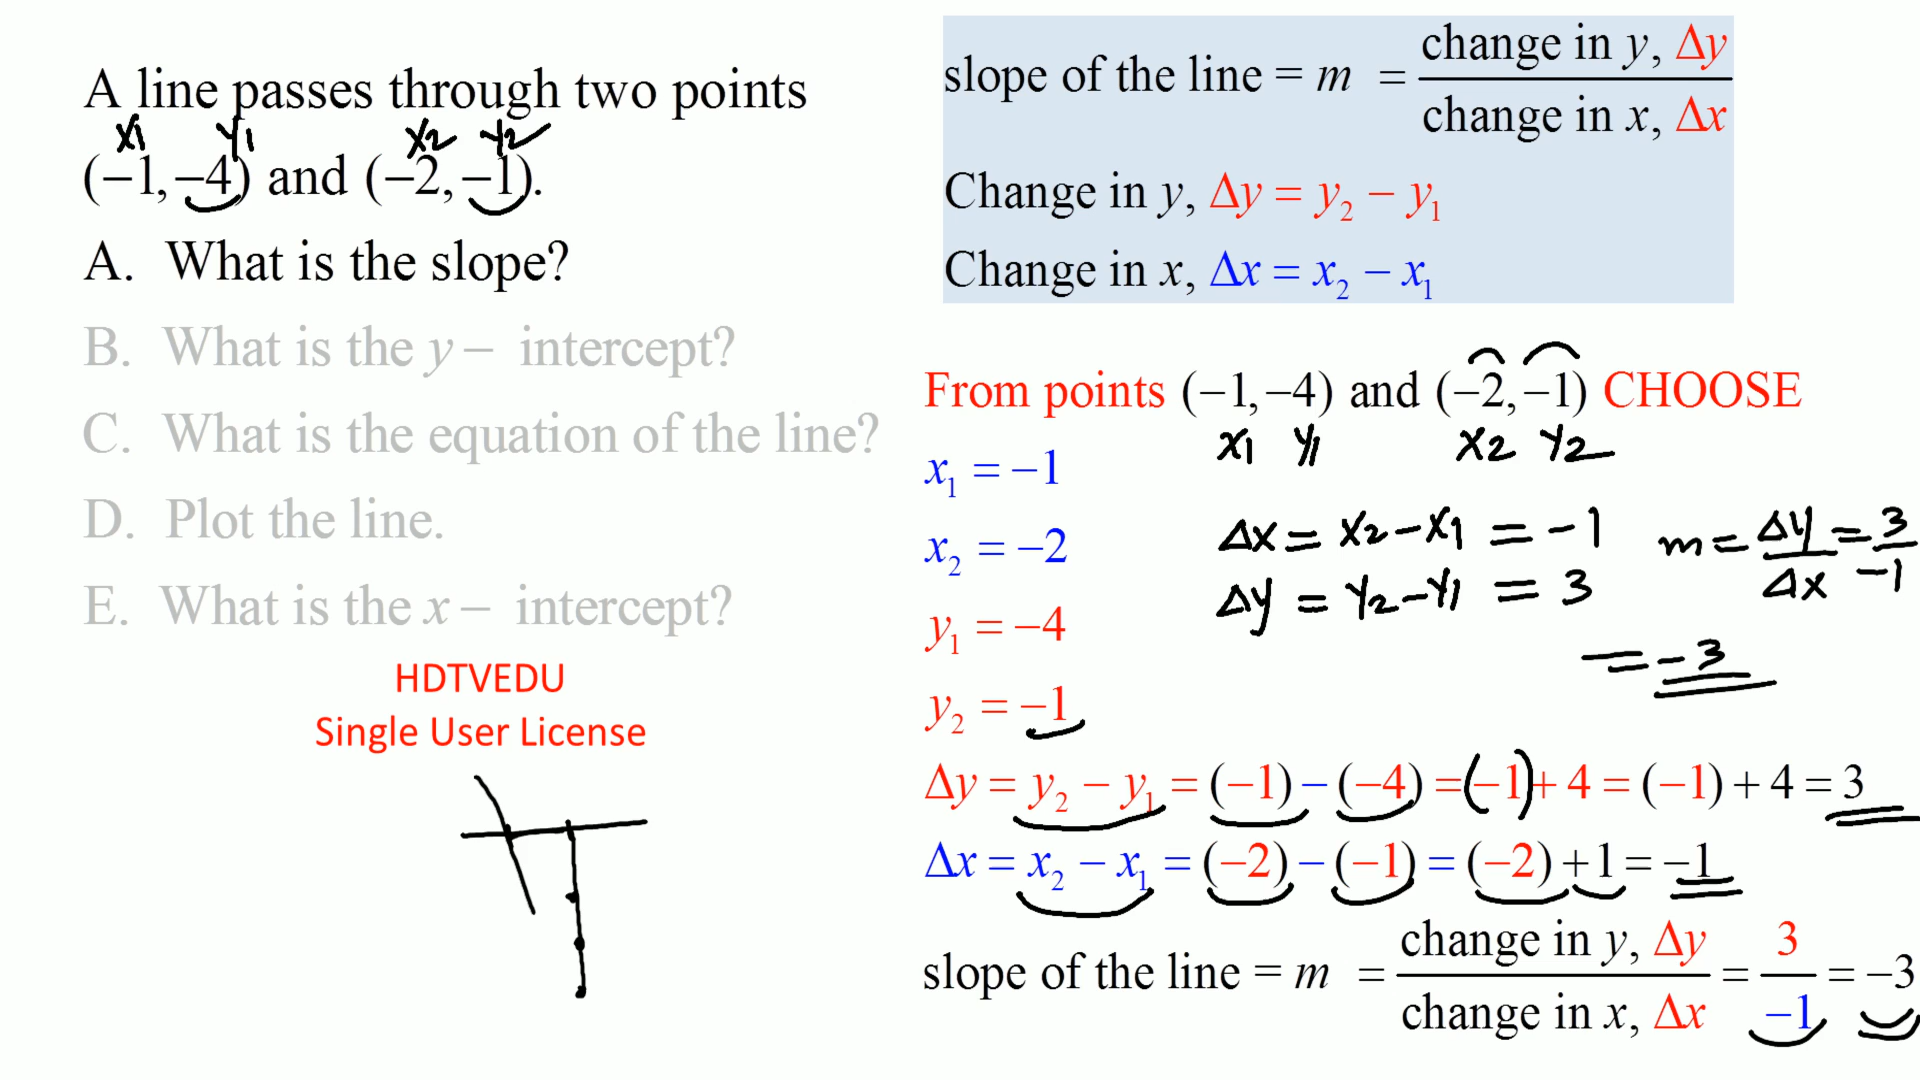 A line passes through two points
x1 y1 x2 y2
(−1, −4) and (−2, −1).
A. What is the slope?
B. What is the y − intercept?
C. What is the equation of the line?
D. Plot the line.
E. What is the x − intercept?
HDTVEDU
Single User License
slope of the line = m = change in y, Δy / change in x, Δx
Change in y, Δy = y₂ − y₁
Change in x, Δx = x₂ − x₁
From points (−1, −4) and (−2, −1) CHOOSE
x1 y1 x2 y2
x₁ = −1
x₂ = −2
y₁ = −4
y₂ = −1
Δx = x2 − x1 = −1
Δy = y2 − y1 = 3
m = Δy / Δx = 3 / −1
= −3
Δy = y₂ − y₁ = (−1) − (−4) = (−1) + 4 = (−1) + 4 = 3
Δx = x₂ − x₁ = (−2) − (−1) = (−2) + 1 = −1
slope of the line = m = change in y, Δy / change in x, Δx = 3 / −1 = −3